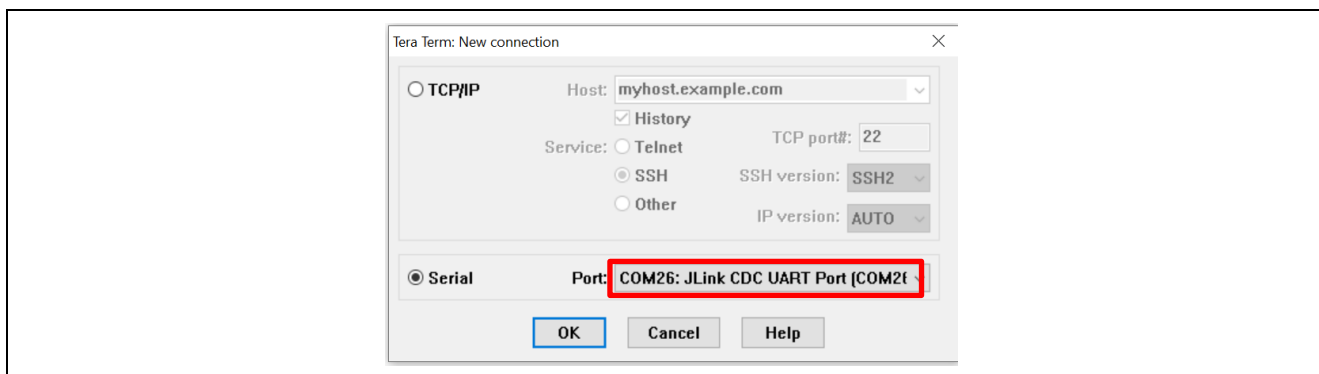 Tera Term: New connection
TCP/IP Host: myhost.example.com
History
Service: Telnet TCP port#: 22
SSH SSH version: SSH2
Other IP version: AUTO
Serial Port: COM26: JLink CDC UART Port (COM26
OK Cancel Help